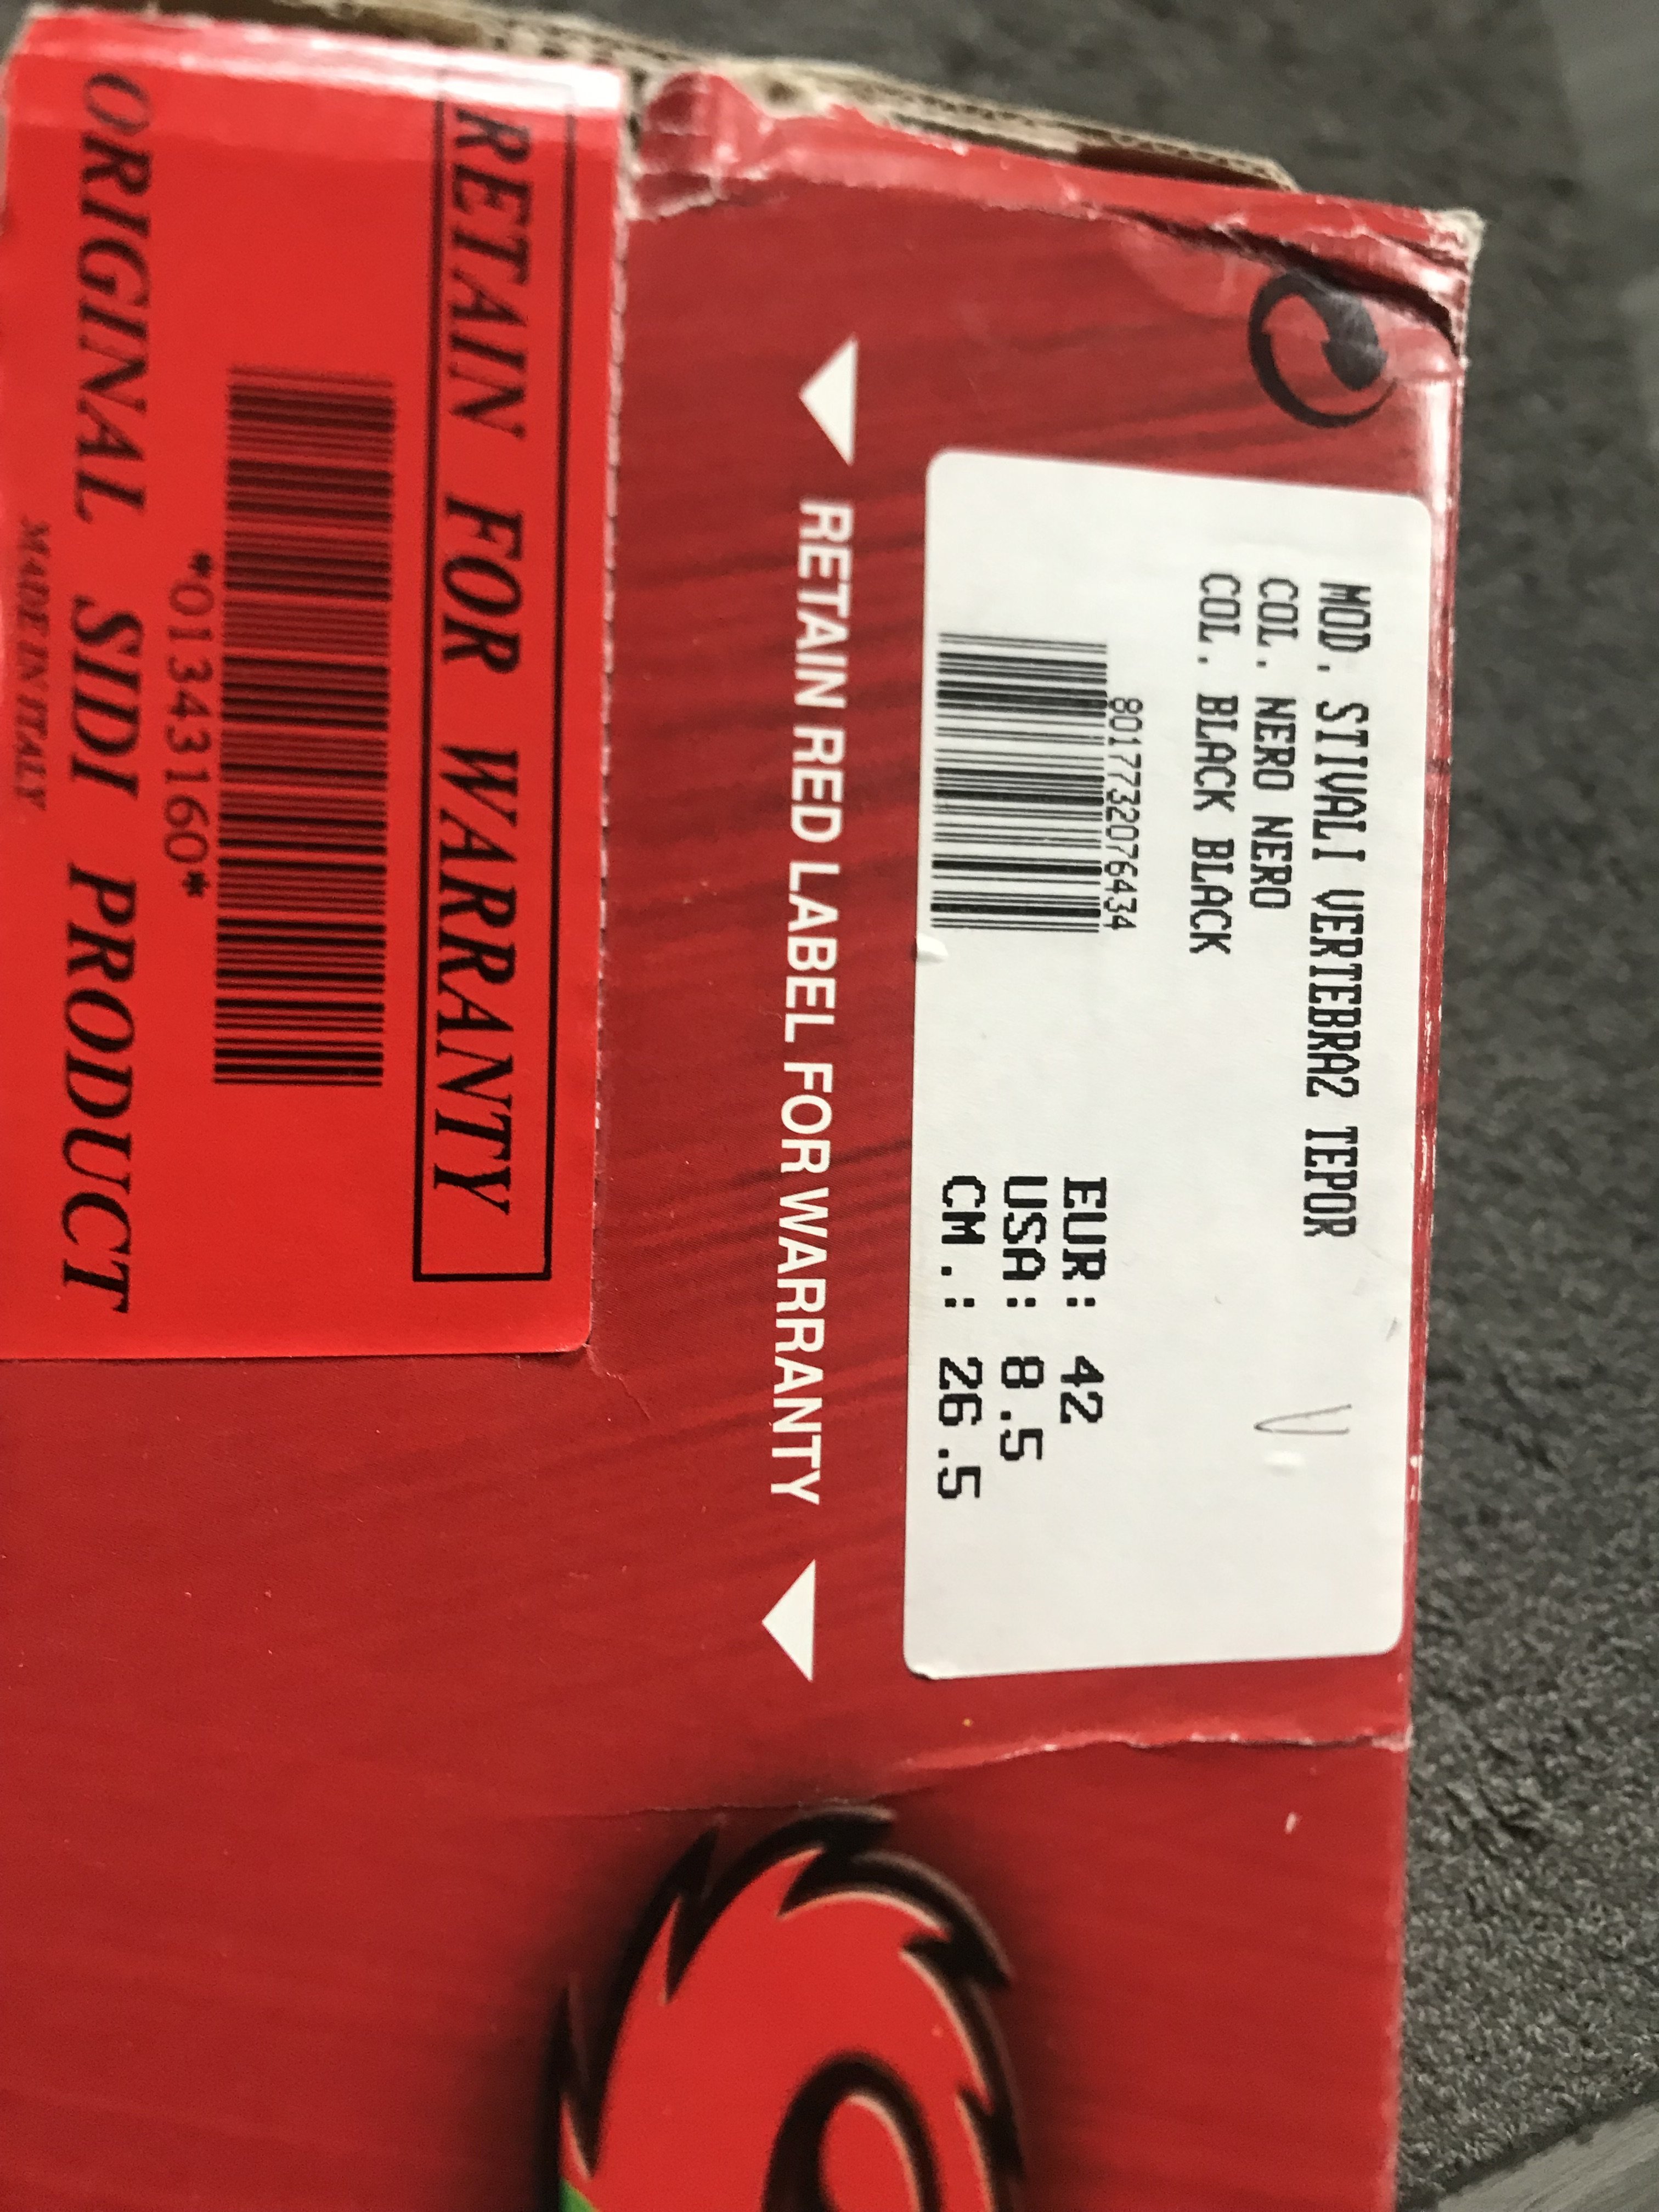 MOD. STIVALI VERTEBRA2 TEPOR
COL. NERO NERO
COL. BLACK BLACK
8017732076434
EUR: 42
USA: 8.5
CM.: 26.5
RETAIN RED LABEL FOR WARRANTY
RETAIN FOR WARRANTY
*01343160*
ORIGINAL SIDI PRODUCT
MADE IN ITALY